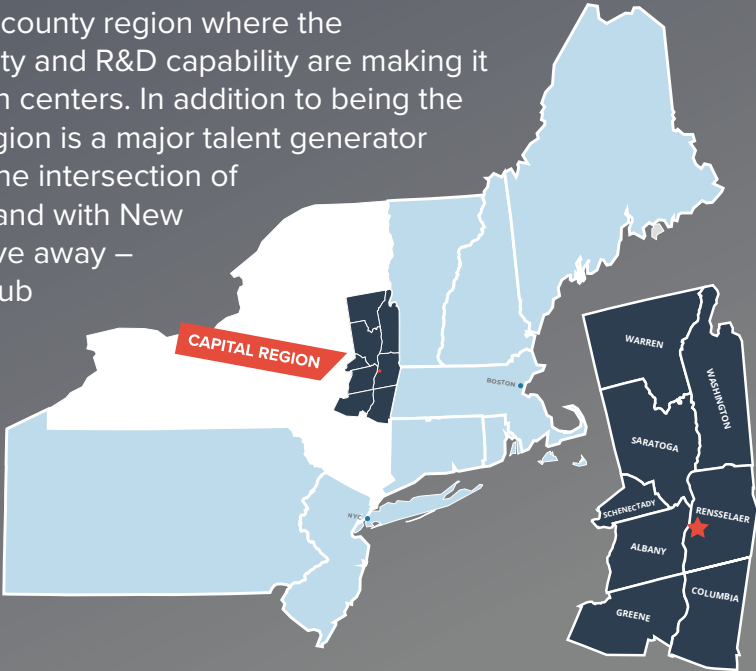 county region where the
ty and R&D capability are making it
centers. In addition to being the
gion is a major talent generator
intersection of
and with New
ve away –
ub
CAPITAL REGION
BOSTON
NYC
WARREN
WASHINGTON
SARATOGA
SCHENECTADY
RENSSELAER
ALBANY
COLUMBIA
GREENE